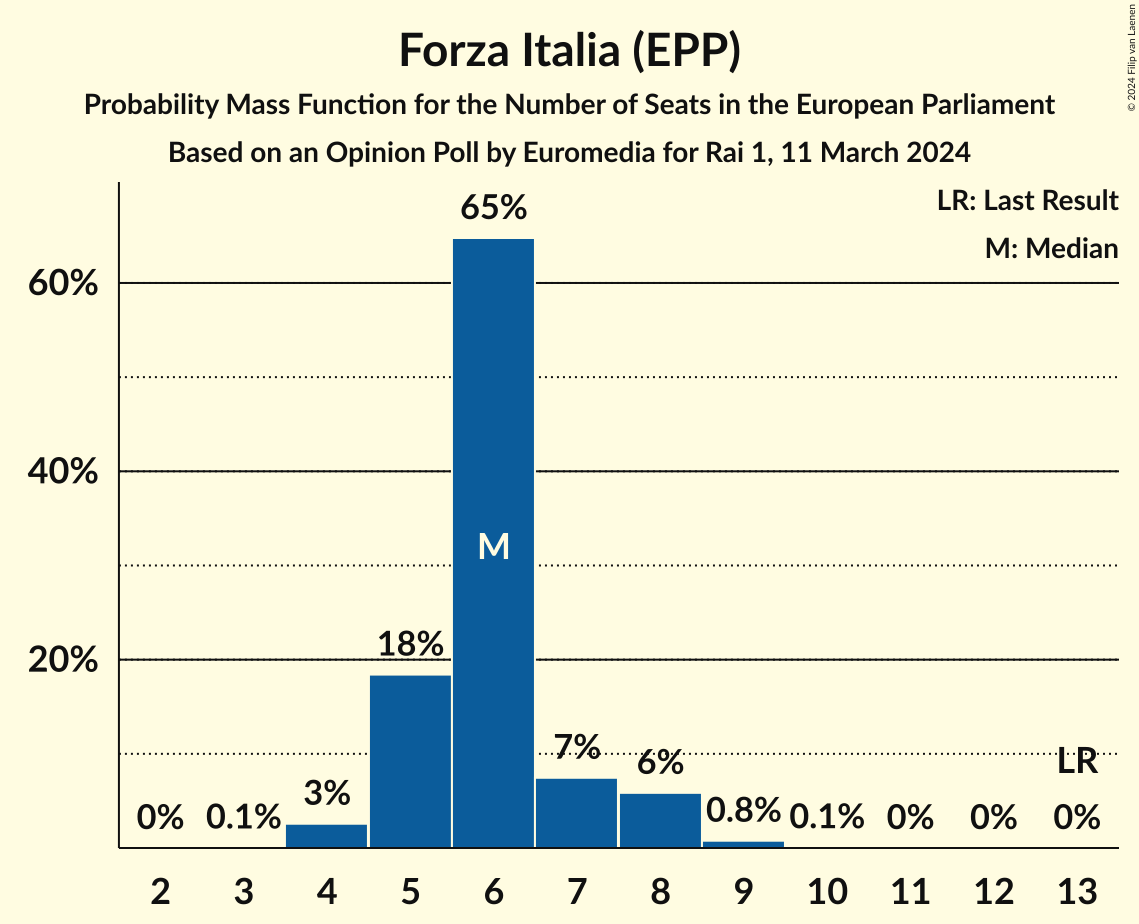 Forza Italia (EPP)
Probability Mass Function for the Number of Seats in the European Parliament
Based on an Opinion Poll by Euromedia for Rai 1, 11 March 2024
© 2024 Filip van Laenen
LR: Last Result
M: Median
60%
40%
20%
0%
0.1%
3%
18%
65%
M
7%
6%
0.8%
0.1%
0%
0%
LR
0%
2 3 4 5 6 7 8 9 10 11 12 13